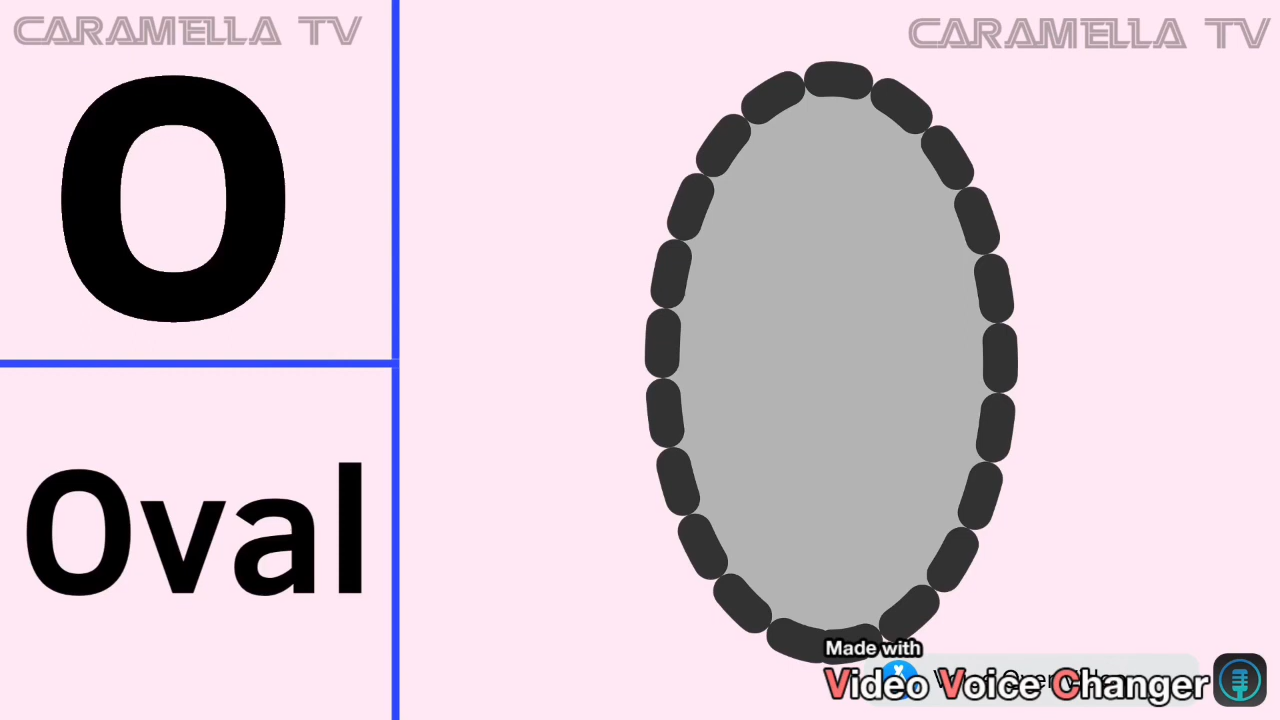 CARAMELLA TV
CARAMELLA TV
O
Oval
Made with
Video Voice Changer